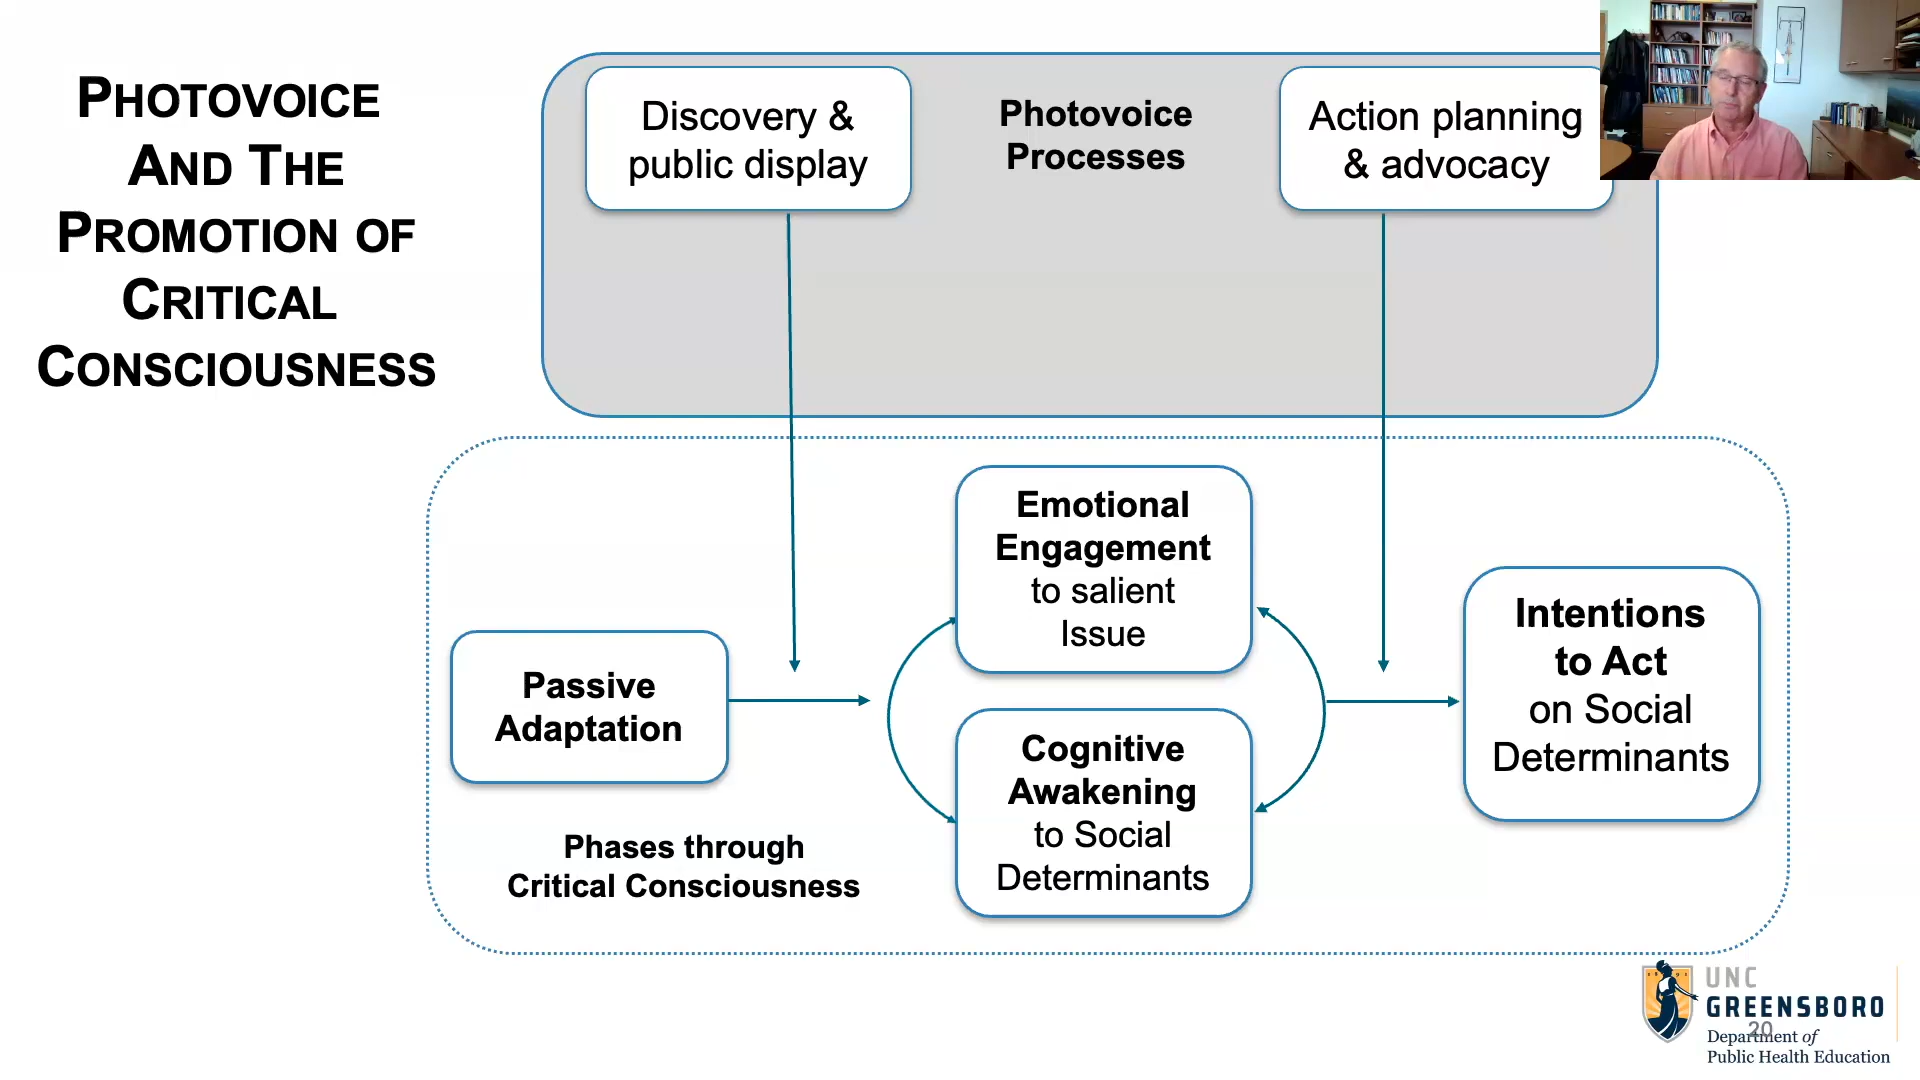 PHOTOVOICE
AND THE
PROMOTION OF
CRITICAL
CONSCIOUSNESS
Discovery &
public display
Photovoice
Processes
Action planning
& advocacy
Emotional
Engagement
to salient
Issue
Passive
Adaptation
Cognitive
Awakening
to Social
Determinants
Intentions
to Act
on Social
Determinants
Phases through
Critical Consciousness
UNC
GREENSBORO
20
Department of
Public Health Education